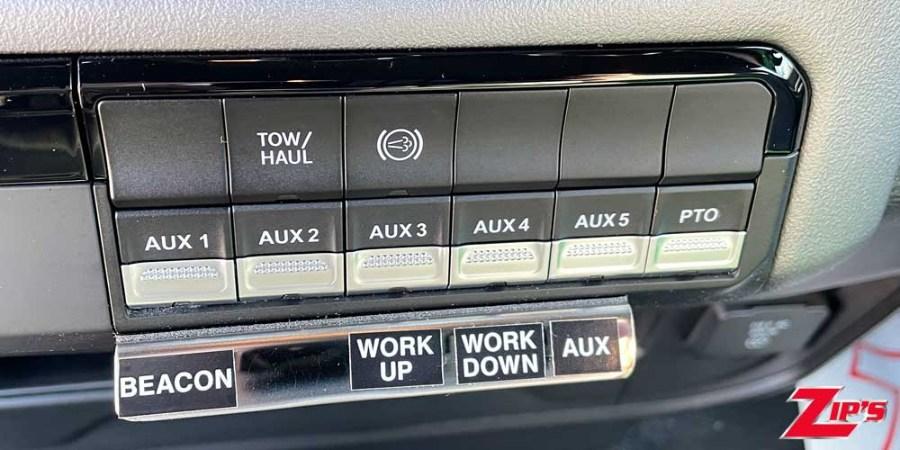 TOW/
HAUL
AUX 1 AUX 2 AUX 3 AUX 4 AUX 5 PTO
BEACON
WORK
UP
WORK
DOWN
AUX
ZIP'S